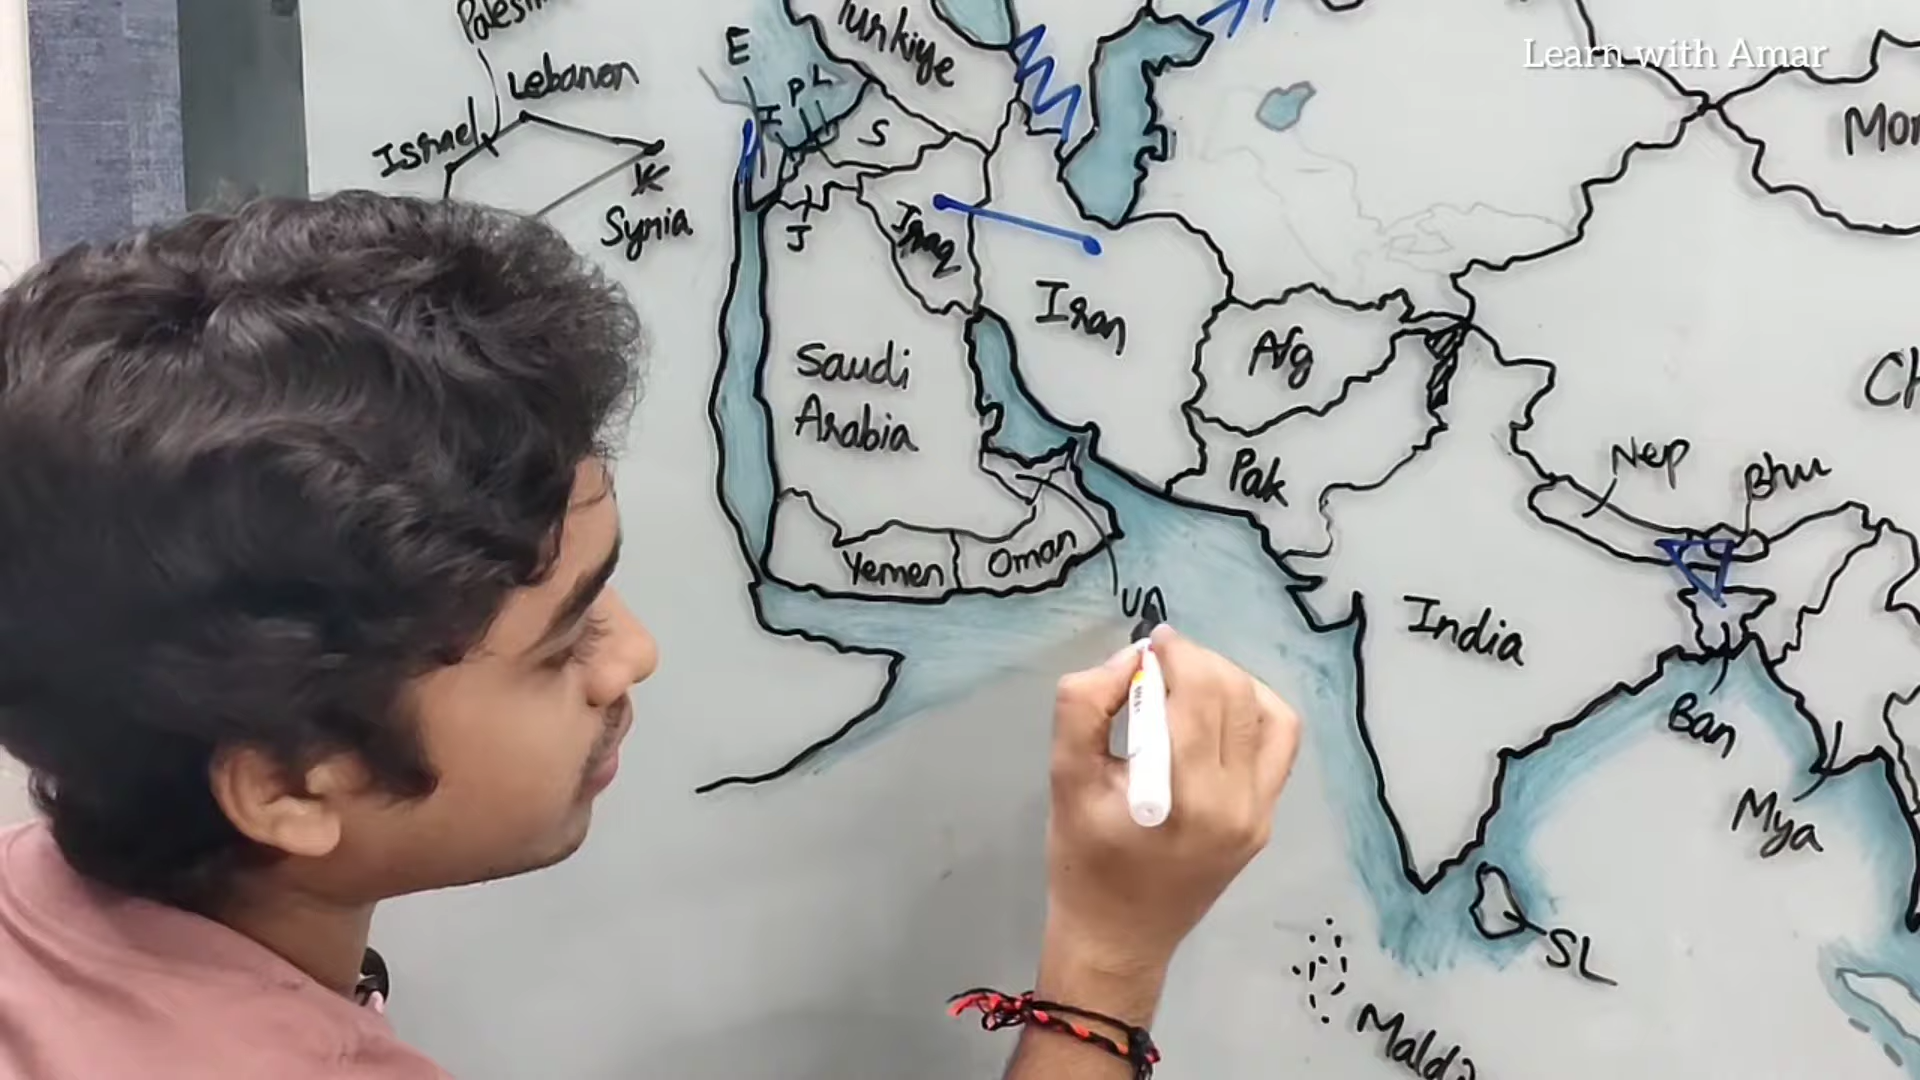 Learn with Amar
Palestin
Lebanon
Israel
Syria
E
I
P
L
S
J
Turkiye
Iraq
Iran
Saudi
Arabia
Yemen
Oman
UA
Afg
Pak
India
Nep
Bhu
Ban
Mya
SL
Mald
Mon
Ch